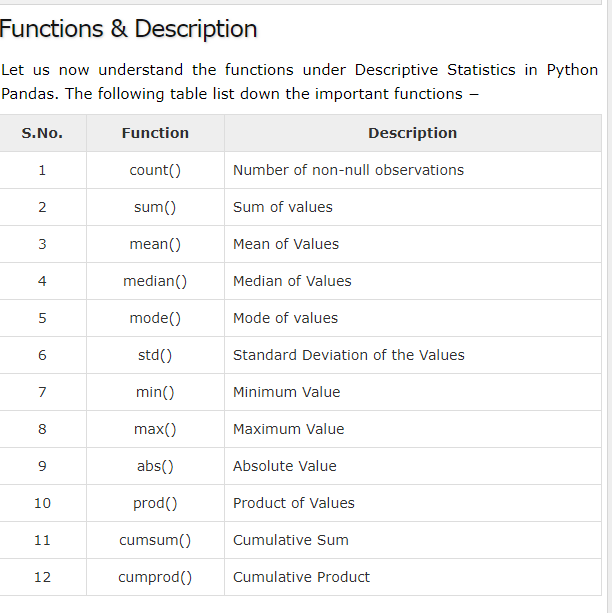 Functions & Description
Let us now understand the functions under Descriptive Statistics in Python
Pandas. The following table list down the important functions −
S.No. Function Description
1 count() Number of non-null observations
2 sum() Sum of values
3 mean() Mean of Values
4 median() Median of Values
5 mode() Mode of values
6 std() Standard Deviation of the Values
7 min() Minimum Value
8 max() Maximum Value
9 abs() Absolute Value
10 prod() Product of Values
11 cumsum() Cumulative Sum
12 cumprod() Cumulative Product